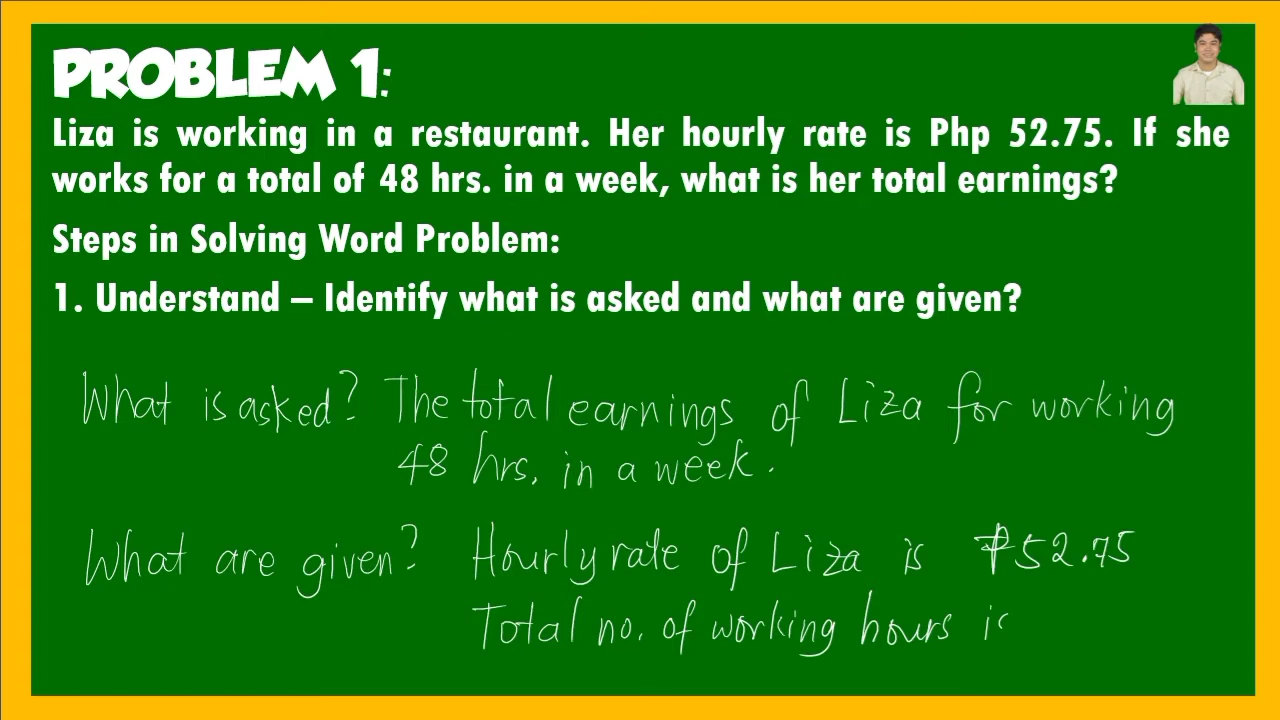 PROBLEM 1:
Liza is working in a restaurant. Her hourly rate is Php 52.75. If she
works for a total of 48 hrs. in a week, what is her total earnings?
Steps in Solving Word Problem:
1. Understand – Identify what is asked and what are given?
What is asked? The total earnings of Liza for working
48 hrs. in a week.
What are given? Hourly rate of Liza is ₱52.75
Total no. of working hours is